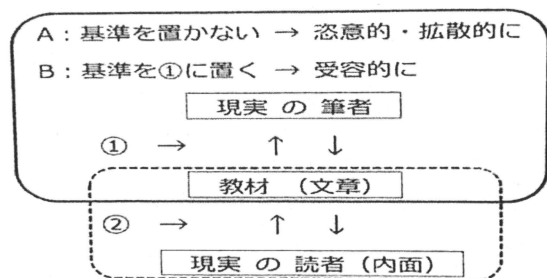 A：基準を置かない → 恣意的・拡散的に
B：基準を①に置く → 受容的に
現実 の 筆者
① → ↑ ↓
教材 （文章）
② → ↑ ↓
現実 の 読者（内面）